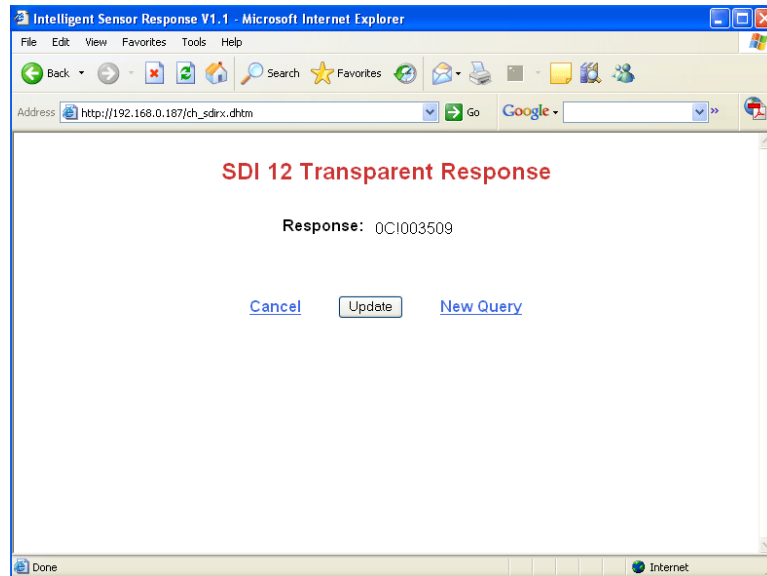 Intelligent Sensor Response V1.1 - Microsoft Internet Explorer
File Edit View Favorites Tools Help
Back Search Favorites
Address http://192.168.0.187/ch_sdirx.dhtm Go Google
SDI 12 Transparent Response
Response: 0C!003509
Cancel Update New Query
Done Internet